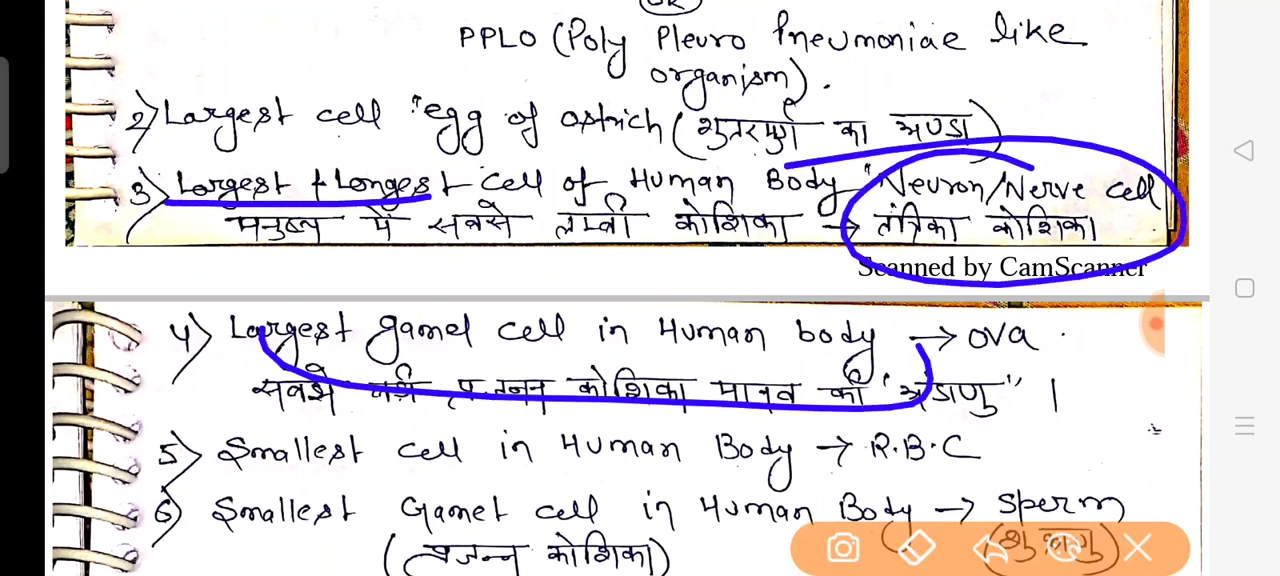 OR
PPLO (Poly Pleuro Pneumoniae like
organism).
2) Largest cell "egg of ostrich (शुतरमुर्ग का अण्डा)
3) Largest + Longest cell of Human Body "Neuron/Nerve cell
मनुष्य में सबसे लम्बी कोशिका → तंत्रिका कोशिका
Scanned by CamScanner
4) Largest gamet cell in Human body → ova.
सबसे बड़ी प्रजनन कोशिका मानव की "अंडाणु" |
5) Smallest cell in Human Body → R.B.C
6) Smallest Gamet cell in Human Body → Sperm
(प्रजनन कोशिका) (शुक्राणु)